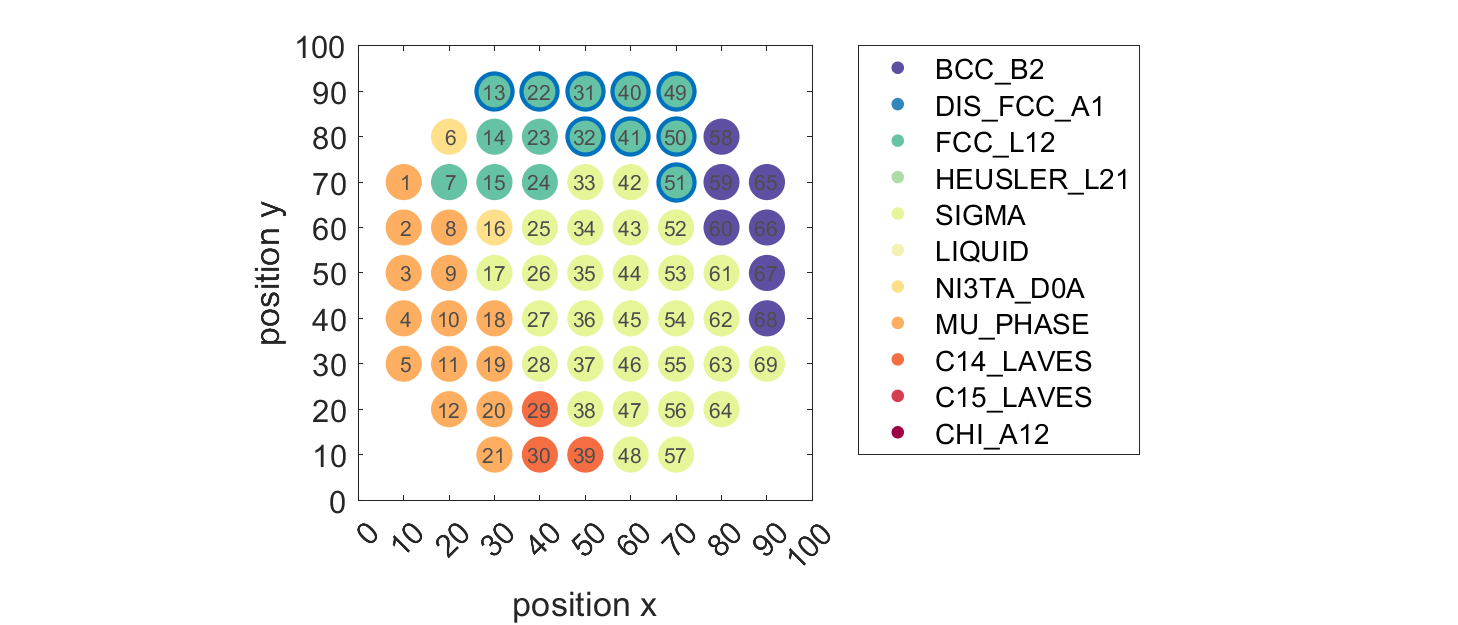 100
90
80
70
60
50
40
30
20
10
0
position y
13 22 31 40 49
6 14 23 32 41 50 58
1 7 15 24 33 42 51 59 65
2 8 16 25 34 43 52 60 66
3 9 17 26 35 44 53 61 67
4 10 18 27 36 45 54 62 68
5 11 19 28 37 46 55 63 69
12 20 29 38 47 56 64
21 30 39 48 57
0 10 20 30 40 50 60 70 80 90 100
position x
BCC_B2
DIS_FCC_A1
FCC_L12
HEUSLER_L21
SIGMA
LIQUID
NI3TA_D0A
MU_PHASE
C14_LAVES
C15_LAVES
CHI_A12